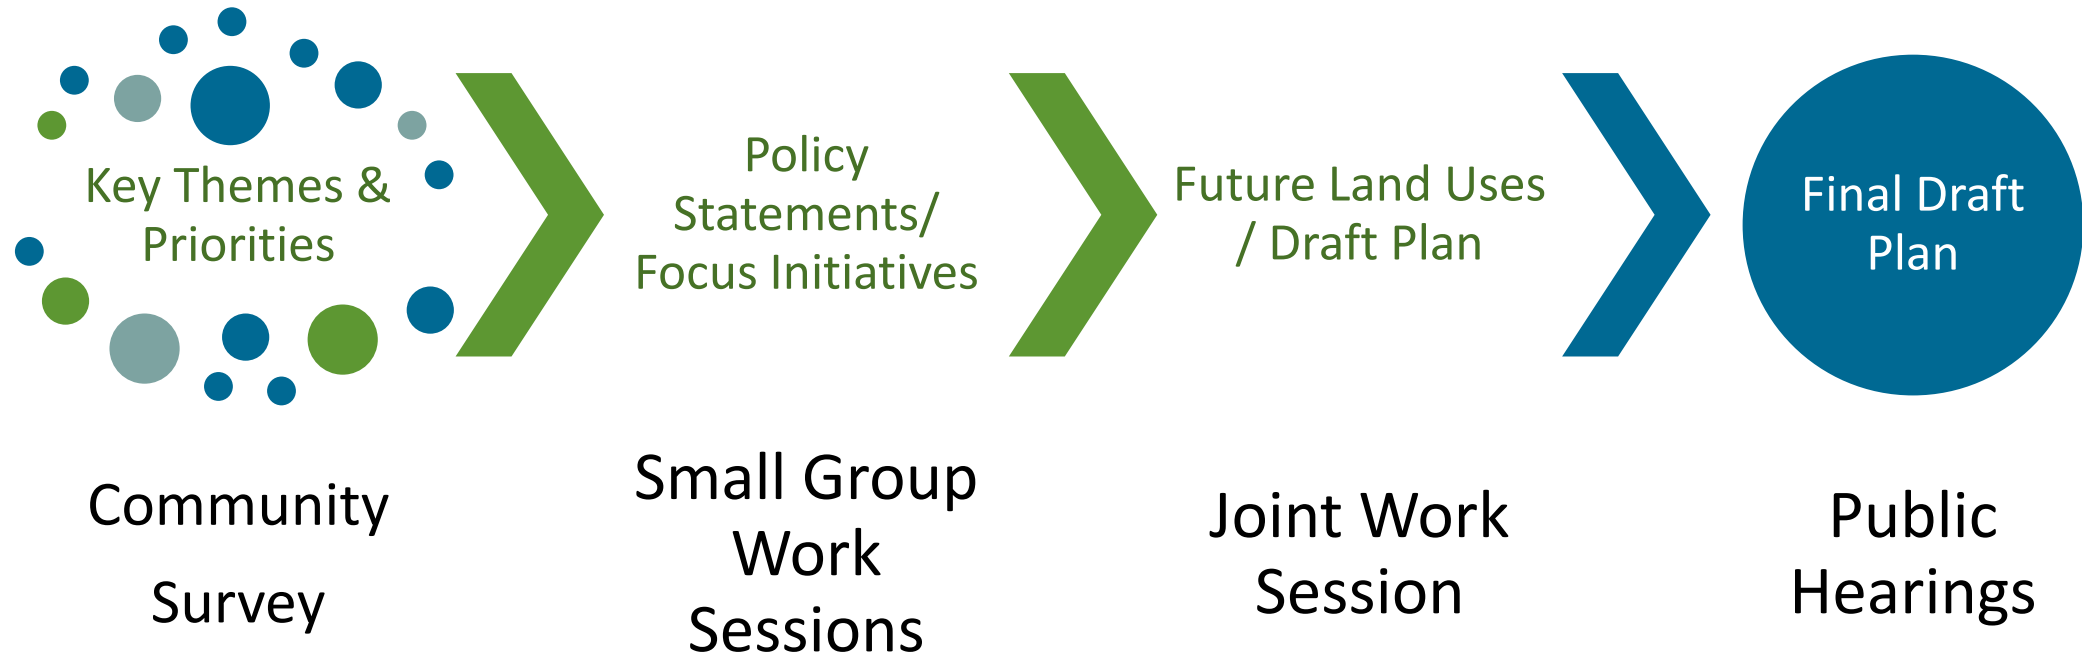 Key Themes &
Priorities
Policy
Statements/
Focus Initiatives
Future Land Uses
/ Draft Plan
Final Draft
Plan
Community
Survey
Small Group
Work
Sessions
Joint Work
Session
Public
Hearings